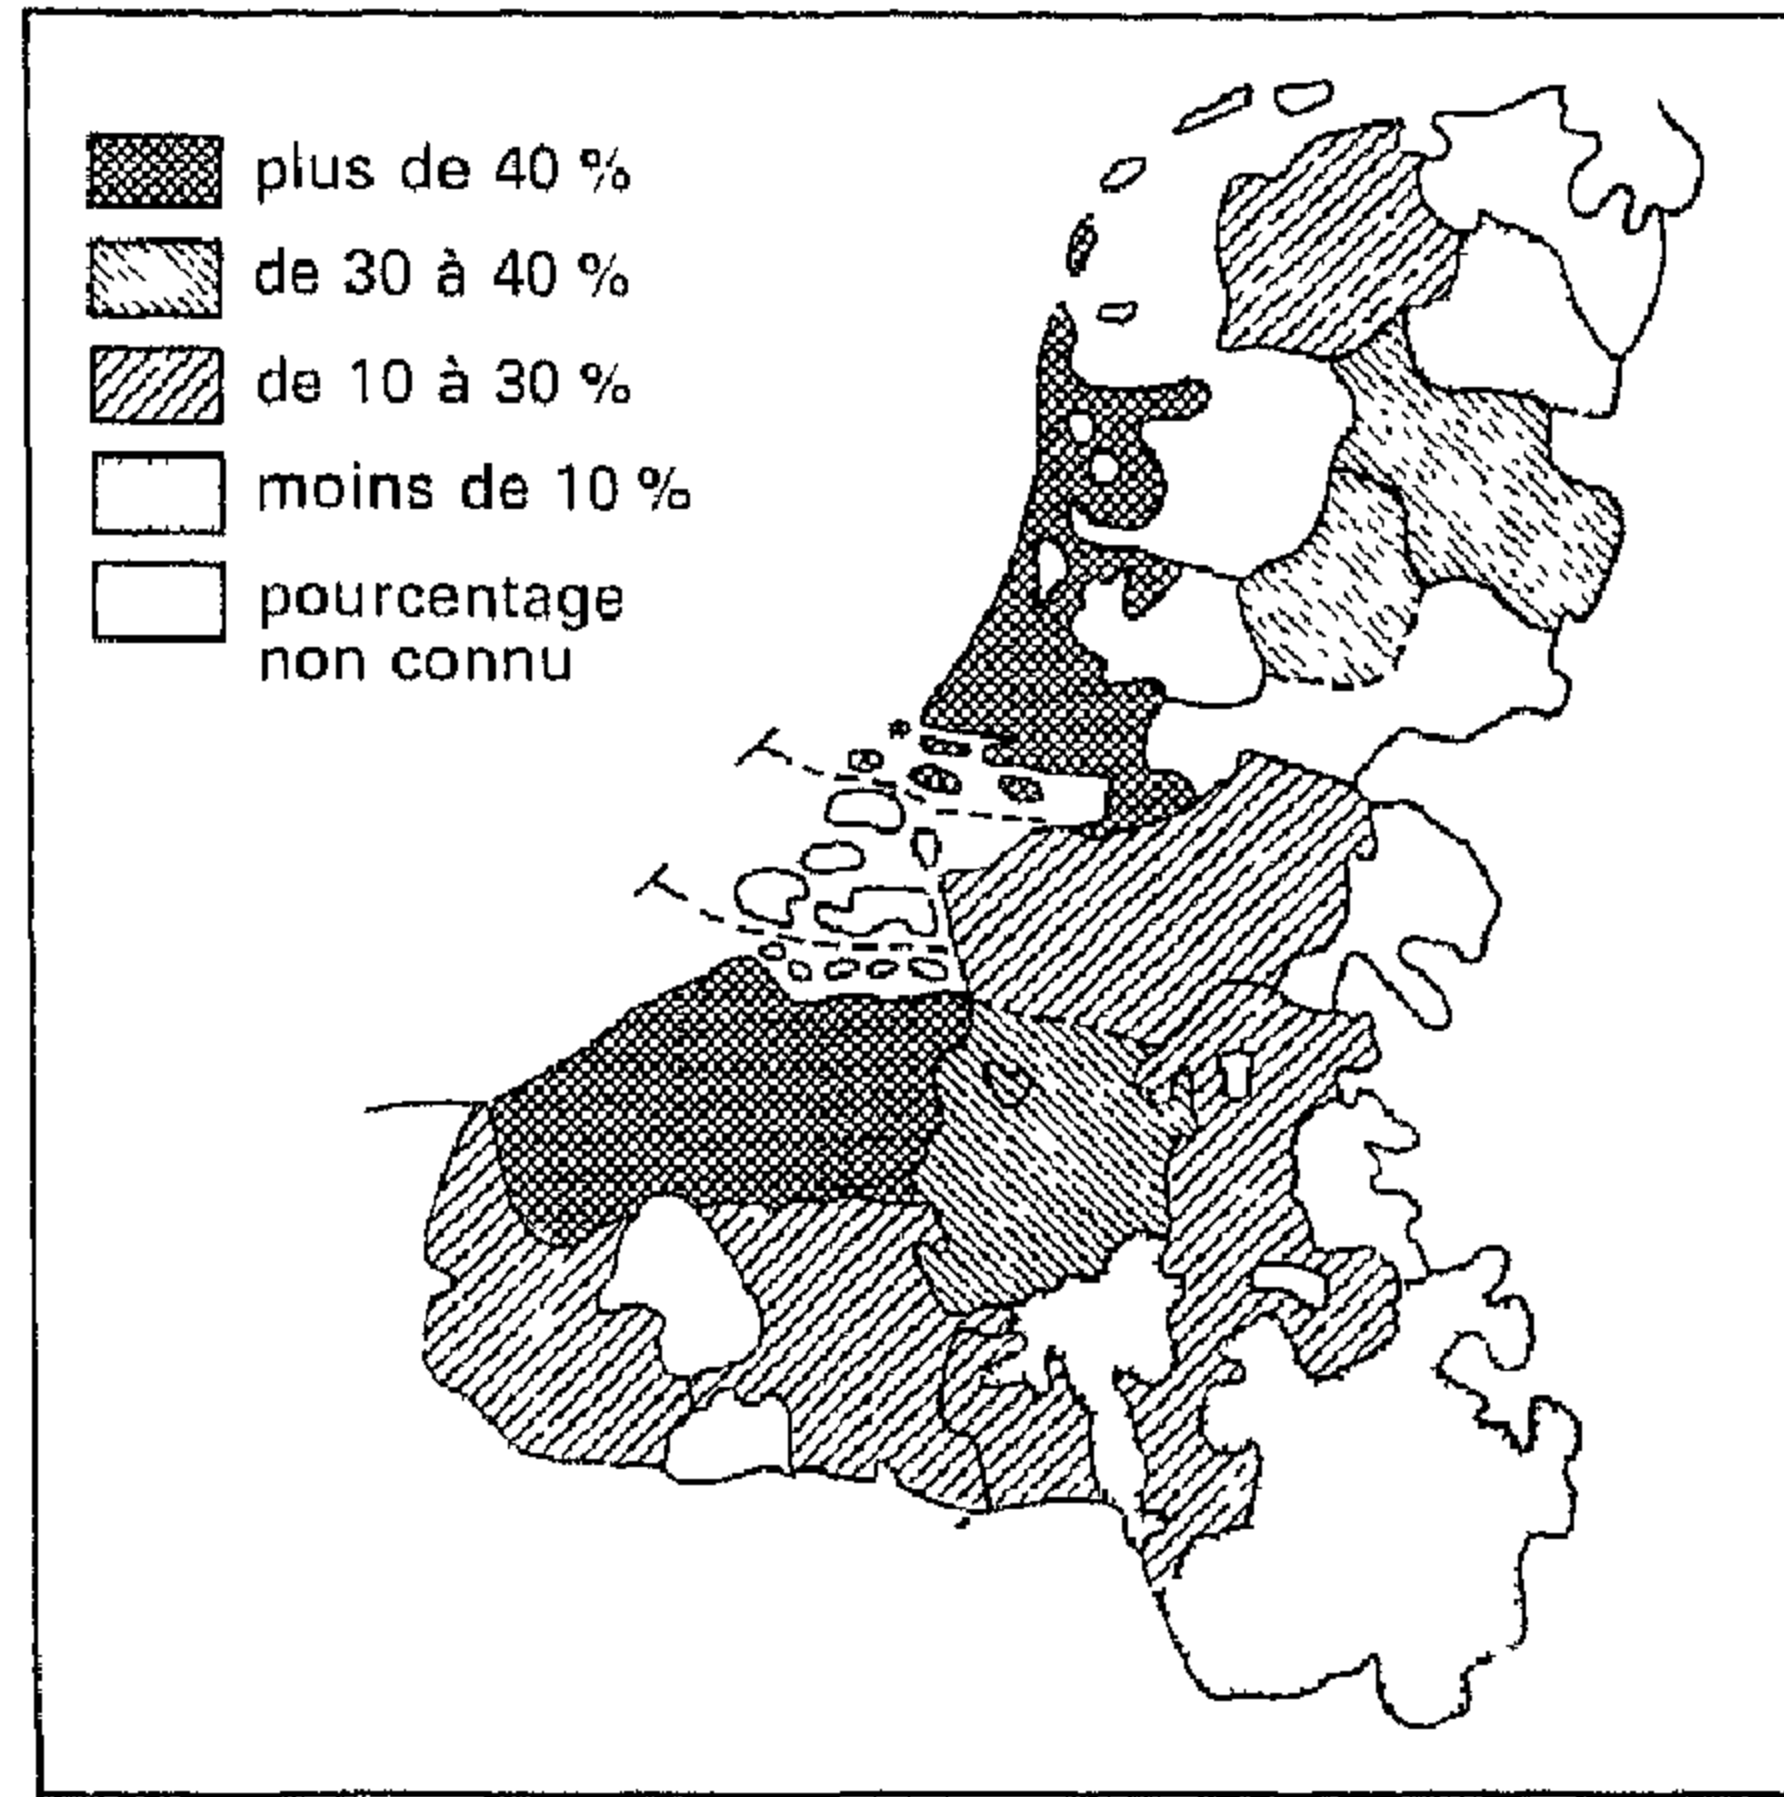 plus de 40 %
de 30 à 40 %
de 10 à 30 %
moins de 10 %
pourcentage
non connu